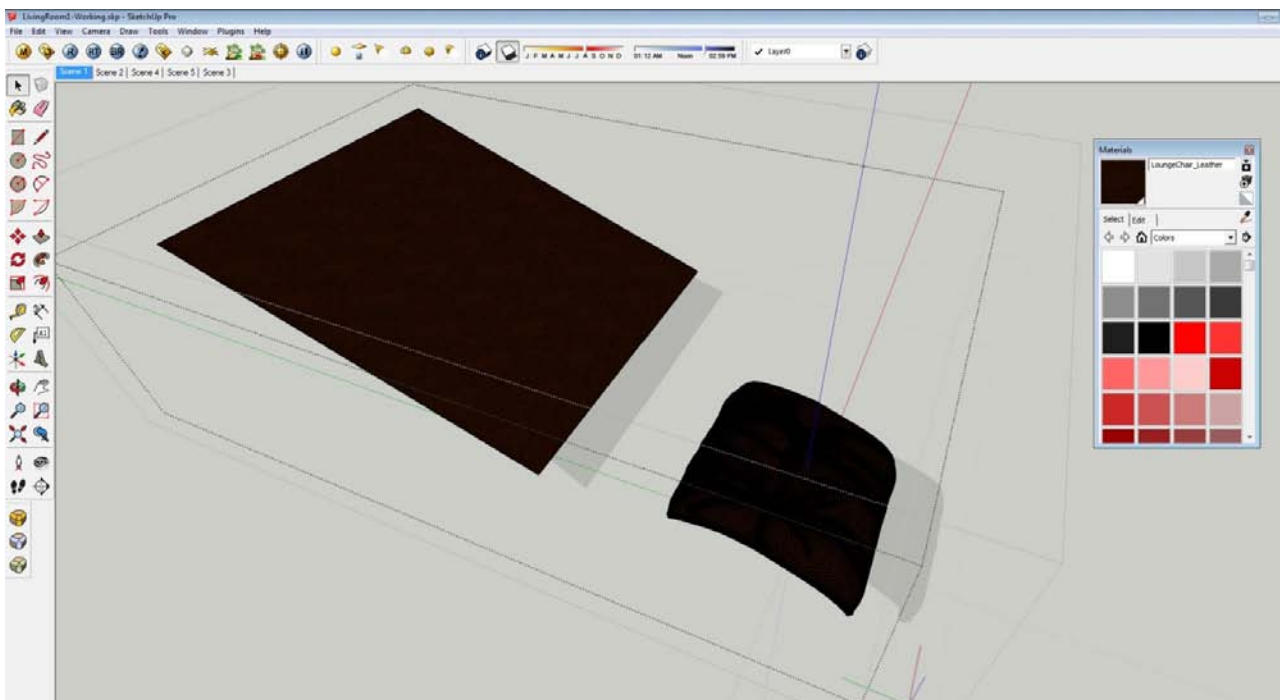 LivingRoom1-Working.skp - SketchUp Pro
File Edit View Camera Draw Tools Window Plugins Help
J F M A M J J A S O N D 01:12 AM Noon 02:59 PM Layer0
Scene 1 Scene 2 Scene 4 Scene 5 Scene 3
Materials
LoungeChair_Leather
Select Edit
Colors